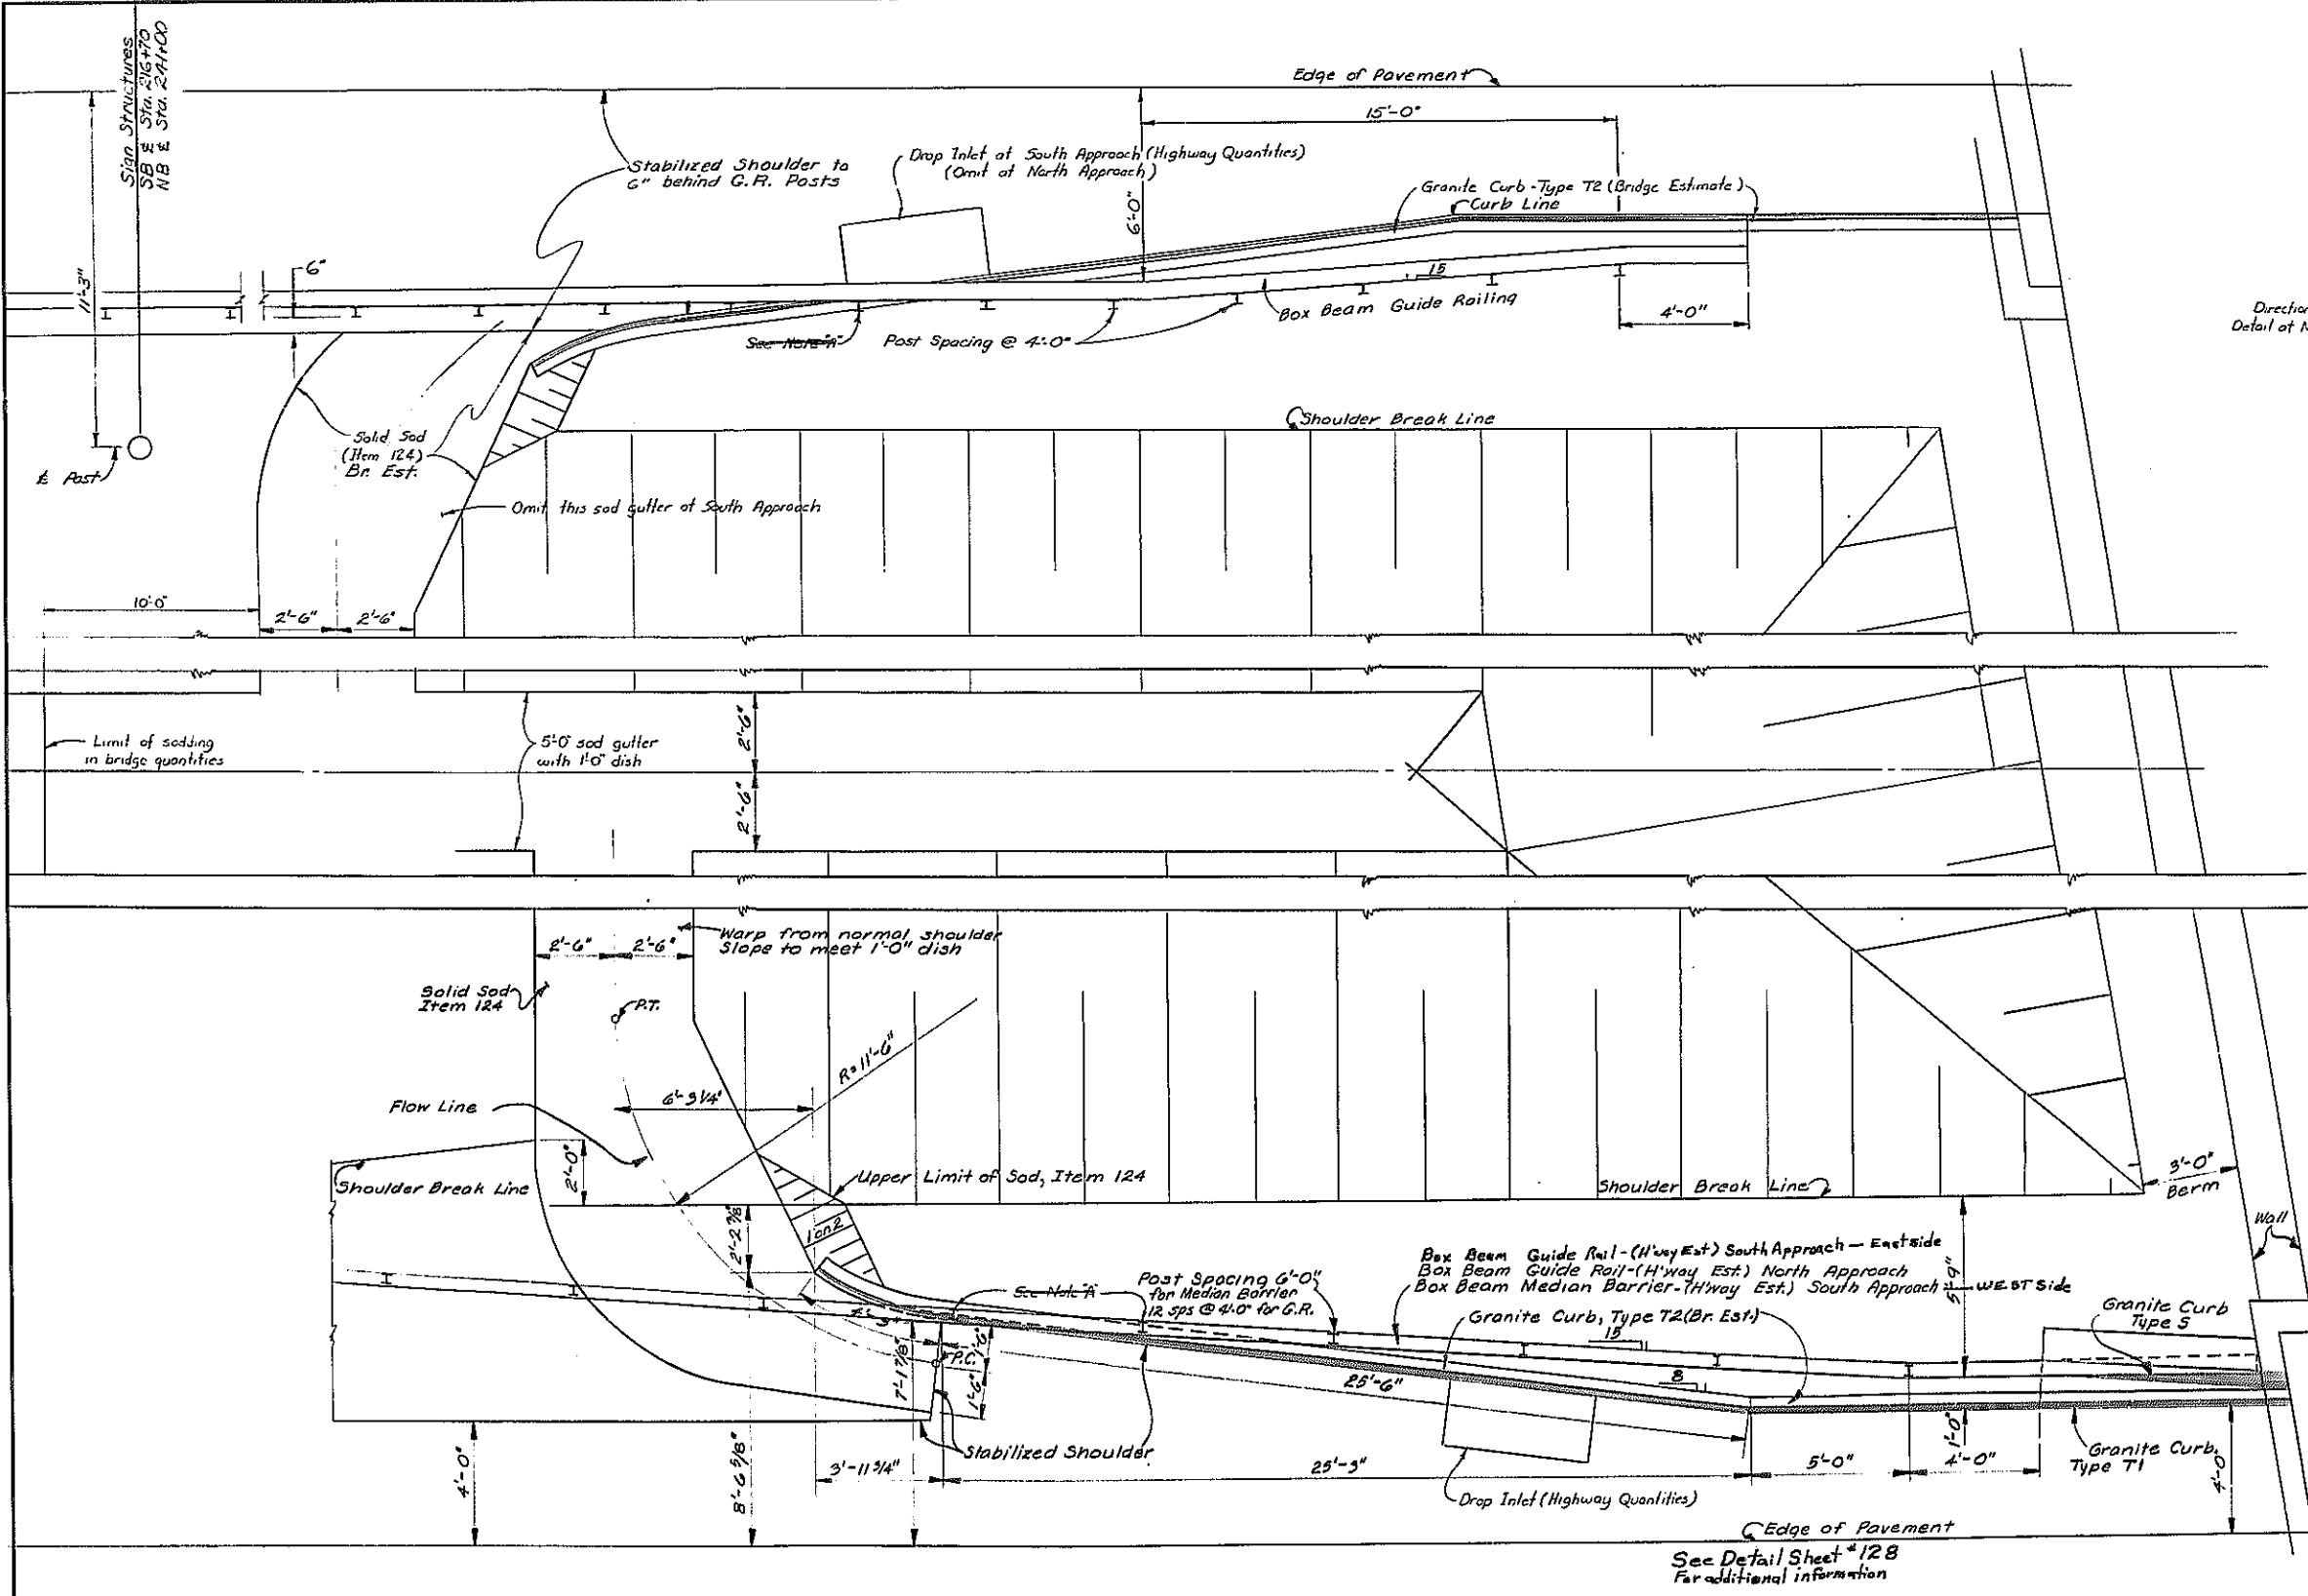 Sign Structures
SB ℄ Sta. 216+70
NB ℄ Sta. 241+00
Edge of Pavement
15'-0"
Stabilized Shoulder to
6" behind G.R. Posts
Drop Inlet at South Approach (Highway Quantities)
(Omit at North Approach)
Granite Curb-Type T2 (Bridge Estimate)
Curb Line
6'-0"
11'-3"
6"
15
Box Beam Guide Railing
4'-0"
See Note "A"
Post Spacing @ 4'-0"
Directio
Detail at N
Shoulder Break Line
Solid Sod
(Item 124)
Br. Est.
℄ Post
Omit this sod gutter at South Approach
10'-0"
2'-6"
2'-6"
Limit of sodding
in bridge quantities
5'-0" sod gutter
with 1'-0" dish
2'-6"
2'-6"
2'-6"
2'-6"
Warp from normal shoulder
Slope to meet 1'-0" dish
Solid Sod
Item 124
P.T.
R=11'-6"
Flow Line
6'-3 1/4"
2'-0"
Shoulder Break Line
Upper Limit of Sod, Item 124
Shoulder Break Line
3'-0"
Berm
Wall
2'-2 7/8"
1 on 2
Box Beam Guide Rail-(H'way Est) South Approach — Eastside
Box Beam Guide Rail-(H'way Est.) North Approach
Box Beam Median Barrier-(H'way Est.) South Approach — WEST Side
5'-9"
See Note "A"
Post Spacing 6'-0"
for Median Barrier
12 sps @ 4'-0" for G.R.
Granite Curb, Type T2 (Br. Est.)
15
Granite Curb
Type S
P.C.
7'-1 7/8"
1'-6"
1'-6"
25'-6"
8
Stabilized Shoulder
4'-0"
8'-6 5/8"
3'-11 3/4"
25'-3"
5'-0"
1'-0"
4'-0"
Granite Curb,
Type T1
4'-0"
Drop Inlet (Highway Quantities)
Edge of Pavement
See Detail Sheet #128
For additional information